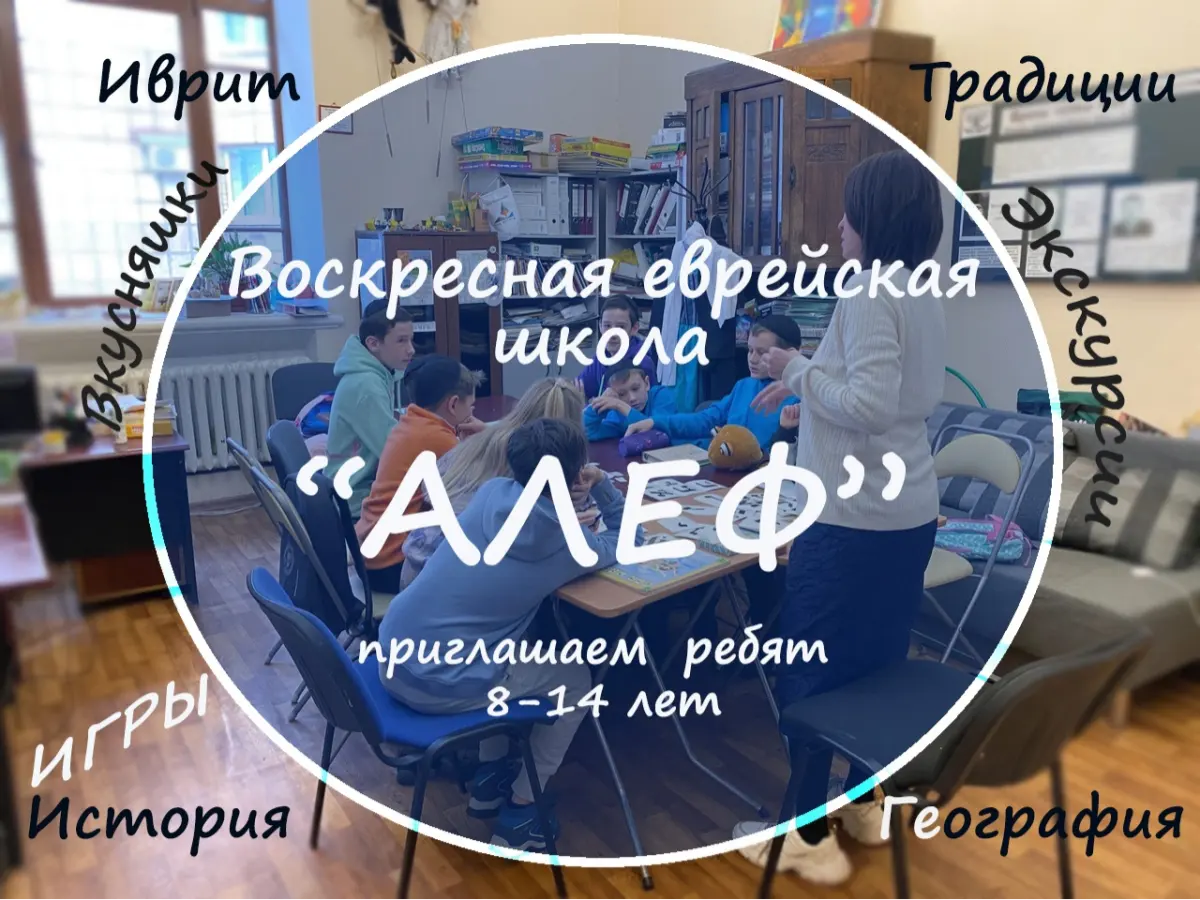 Иврит
Традиции
Вкусняшки
Экскурсии
Воскресная еврейская
школа
“АЛЕФ”
приглашаем ребят
8-14 лет
ИГРЫ
История
География